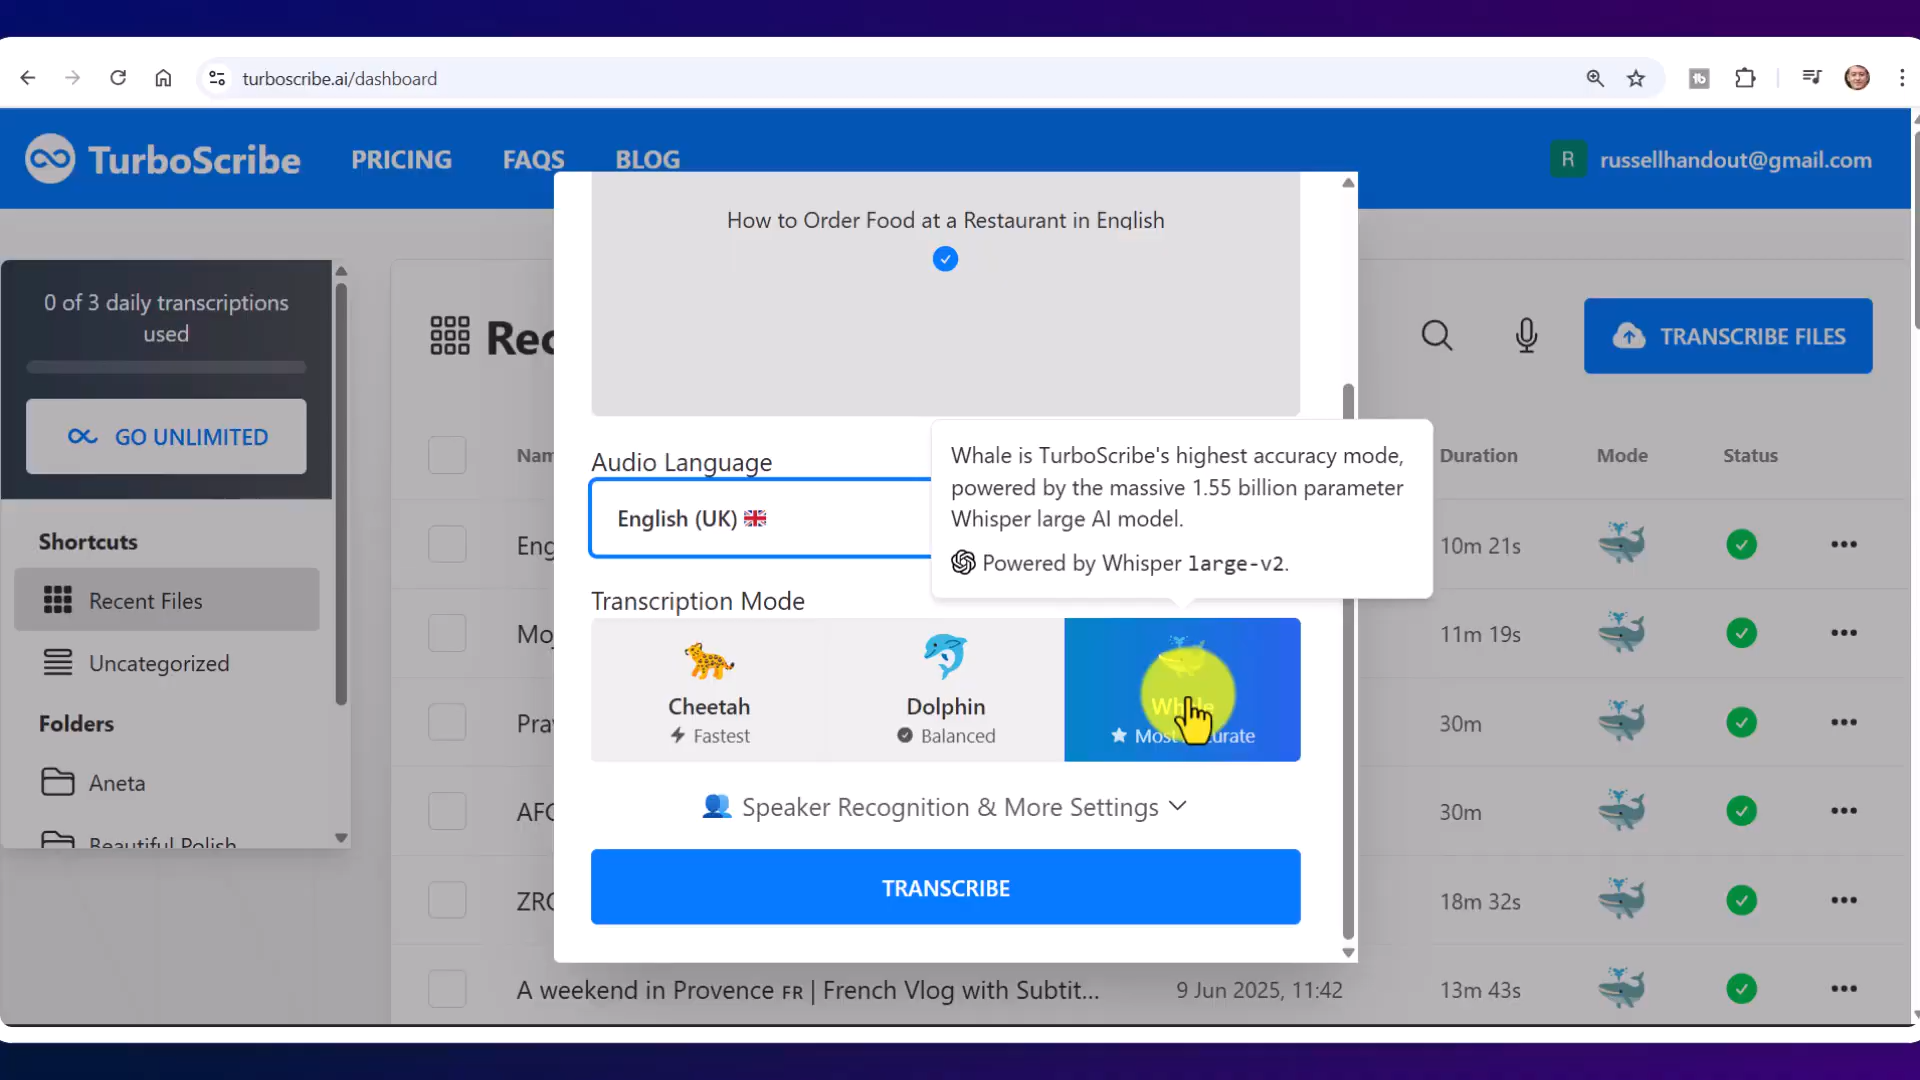 turboscribe.ai/dashboard
TurboScribe
PRICING
FAQS
BLOG
R
russellhandout@gmail.com
0 of 3 daily transcriptions
used
GO UNLIMITED
Shortcuts
Recent Files
Uncategorized
Folders
Aneta
Beautiful Polish
How to Order Food at a Restaurant in English
Audio Language
English (UK)
Whale is TurboScribe's highest accuracy mode,
powered by the massive 1.55 billion parameter
Whisper large AI model.
Powered by Whisper large-v2.
Transcription Mode
Cheetah
Fastest
Dolphin
Balanced
Speaker Recognition & More Settings
TRANSCRIBE
TRANSCRIBE FILES
Duration
Mode
Status
10m 21s
11m 19s
30m
30m
18m 32s
A weekend in Provence FR | French Vlog with Subtit...
9 Jun 2025, 11:42
13m 43s